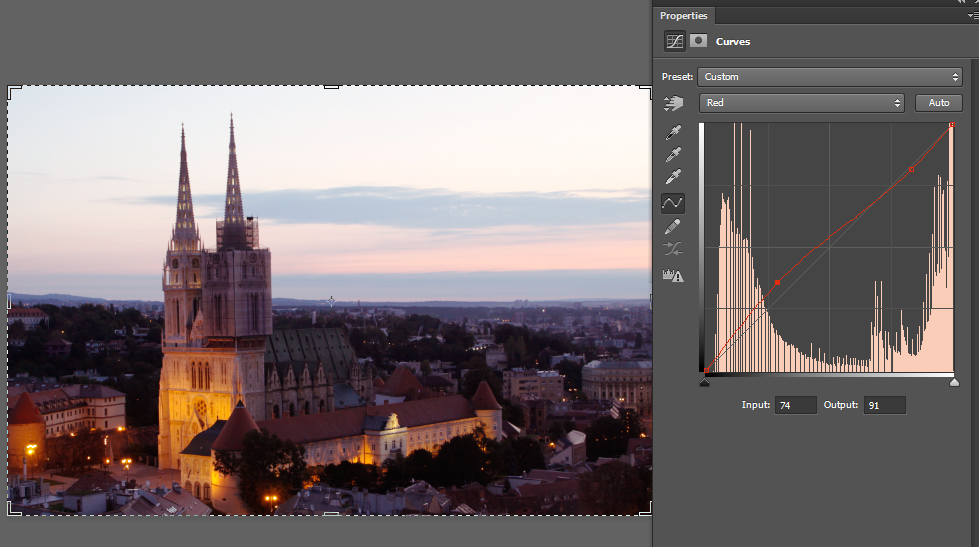 Properties
Curves
Preset: Custom
Red Auto
Input: 74 Output: 91